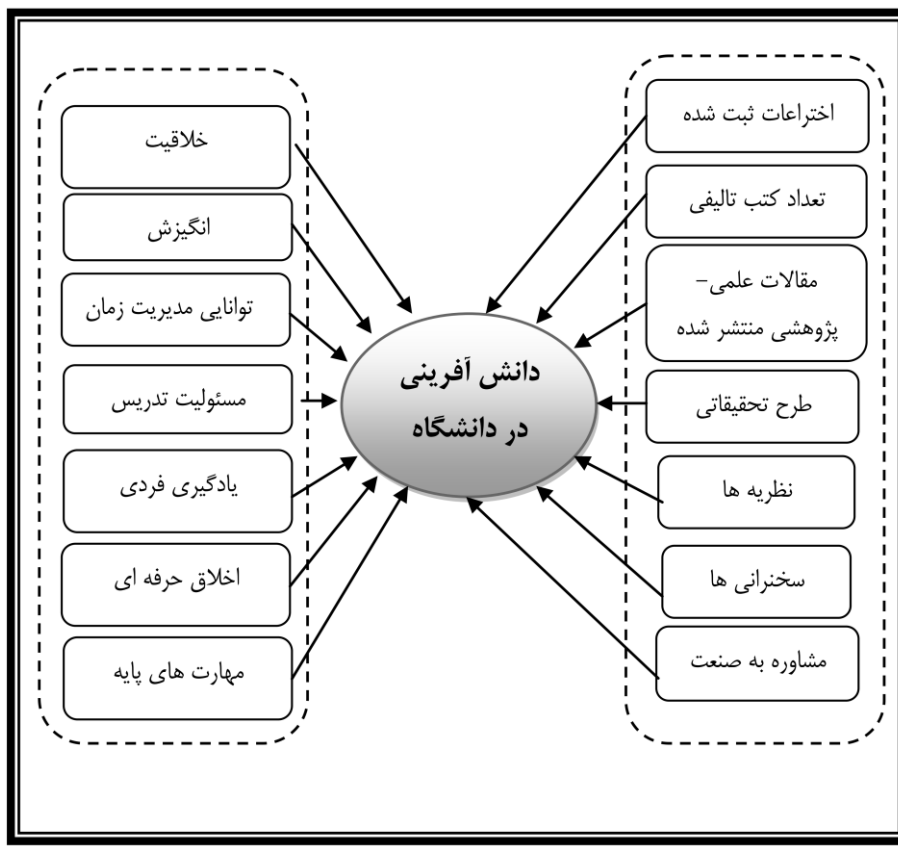 اختراعات ثبت شده
تعداد کتب تالیفی
مقالات علمی–
پژوهشی منتشر شده
طرح تحقیقاتی
نظریه ها
سخنرانی ها
مشاوره به صنعت
دانش آفرینی
در دانشگاه
خلاقیت
انگیزش
توانایی مدیریت زمان
مسئولیت تدریس
یادگیری فردی
اخلاق حرفه ای
مهارت های پایه